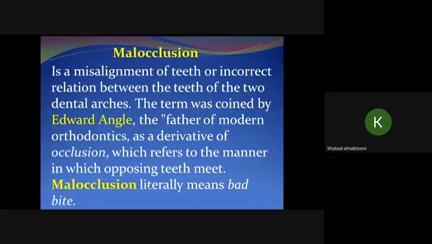 Malocclusion
Is a misalignment of teeth or incorrect
relation between the teeth of the two
dental arches. The term was coined by
Edward Angle, the "father of modern
orthodontics, as a derivative of
occlusion, which refers to the manner
in which opposing teeth meet.
Malocclusion literally means bad
bite.
K
Khulood almakhzomi